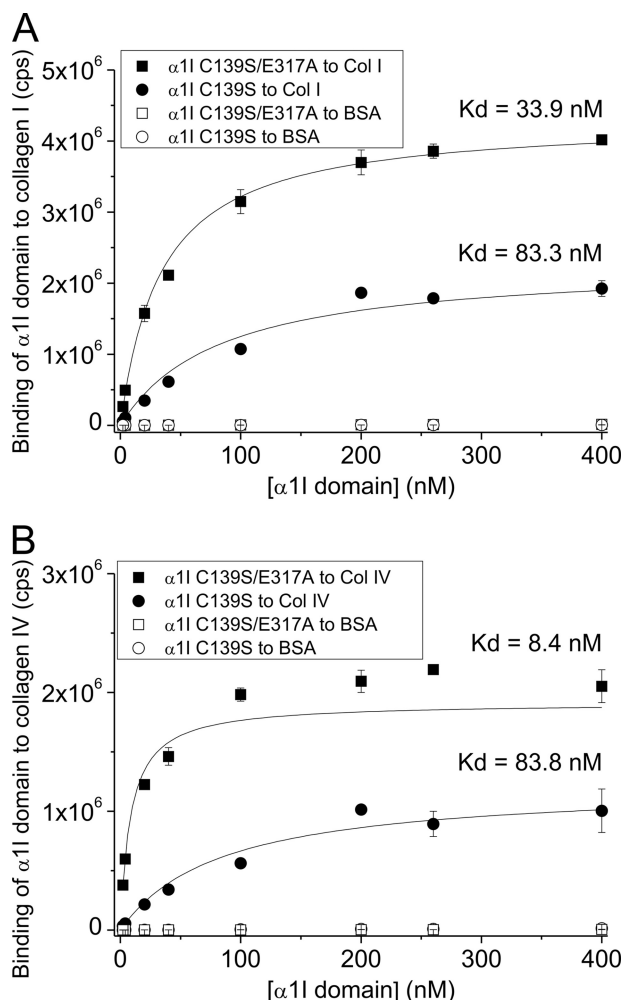 A
Binding of α1I domain to collagen I (cps)
α1I C139S/E317A to Col I
α1I C139S to Col I
α1I C139S/E317A to BSA
α1I C139S to BSA
5x10⁶
4x10⁶
3x10⁶
2x10⁶
1x10⁶
0
Kd = 33.9 nM
Kd = 83.3 nM
0 100 200 300 400
[α1I domain] (nM)
B
Binding of α1I domain to collagen IV (cps)
α1I C139S/E317A to Col IV
α1I C139S to Col IV
α1I C139S/E317A to BSA
α1I C139S to BSA
3x10⁶
2x10⁶
1x10⁶
0
Kd = 8.4 nM
Kd = 83.8 nM
0 100 200 300 400
[α1I domain] (nM)